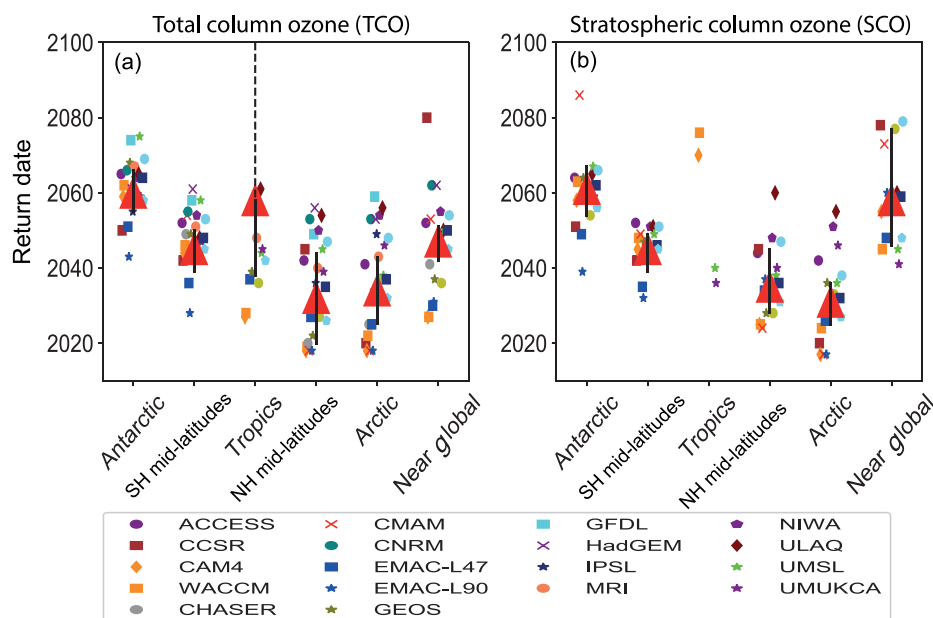 Total column ozone (TCO)
Stratospheric column ozone (SCO)
Return date
2100
2080
2060
2040
2020
(a)
Antarctic
SH mid-latitudes
Tropics
NH mid-latitudes
Arctic
Near global
2100
2080
2060
2040
2020
(b)
Antarctic
SH mid-latitudes
Tropics
NH mid-latitudes
Arctic
Near global
ACCESS
CCSR
CAM4
WACCM
CHASER
CMAM
CNRM
EMAC-L47
EMAC-L90
GEOS
GFDL
HadGEM
IPSL
MRI
NIWA
ULAQ
UMSL
UMUKCA